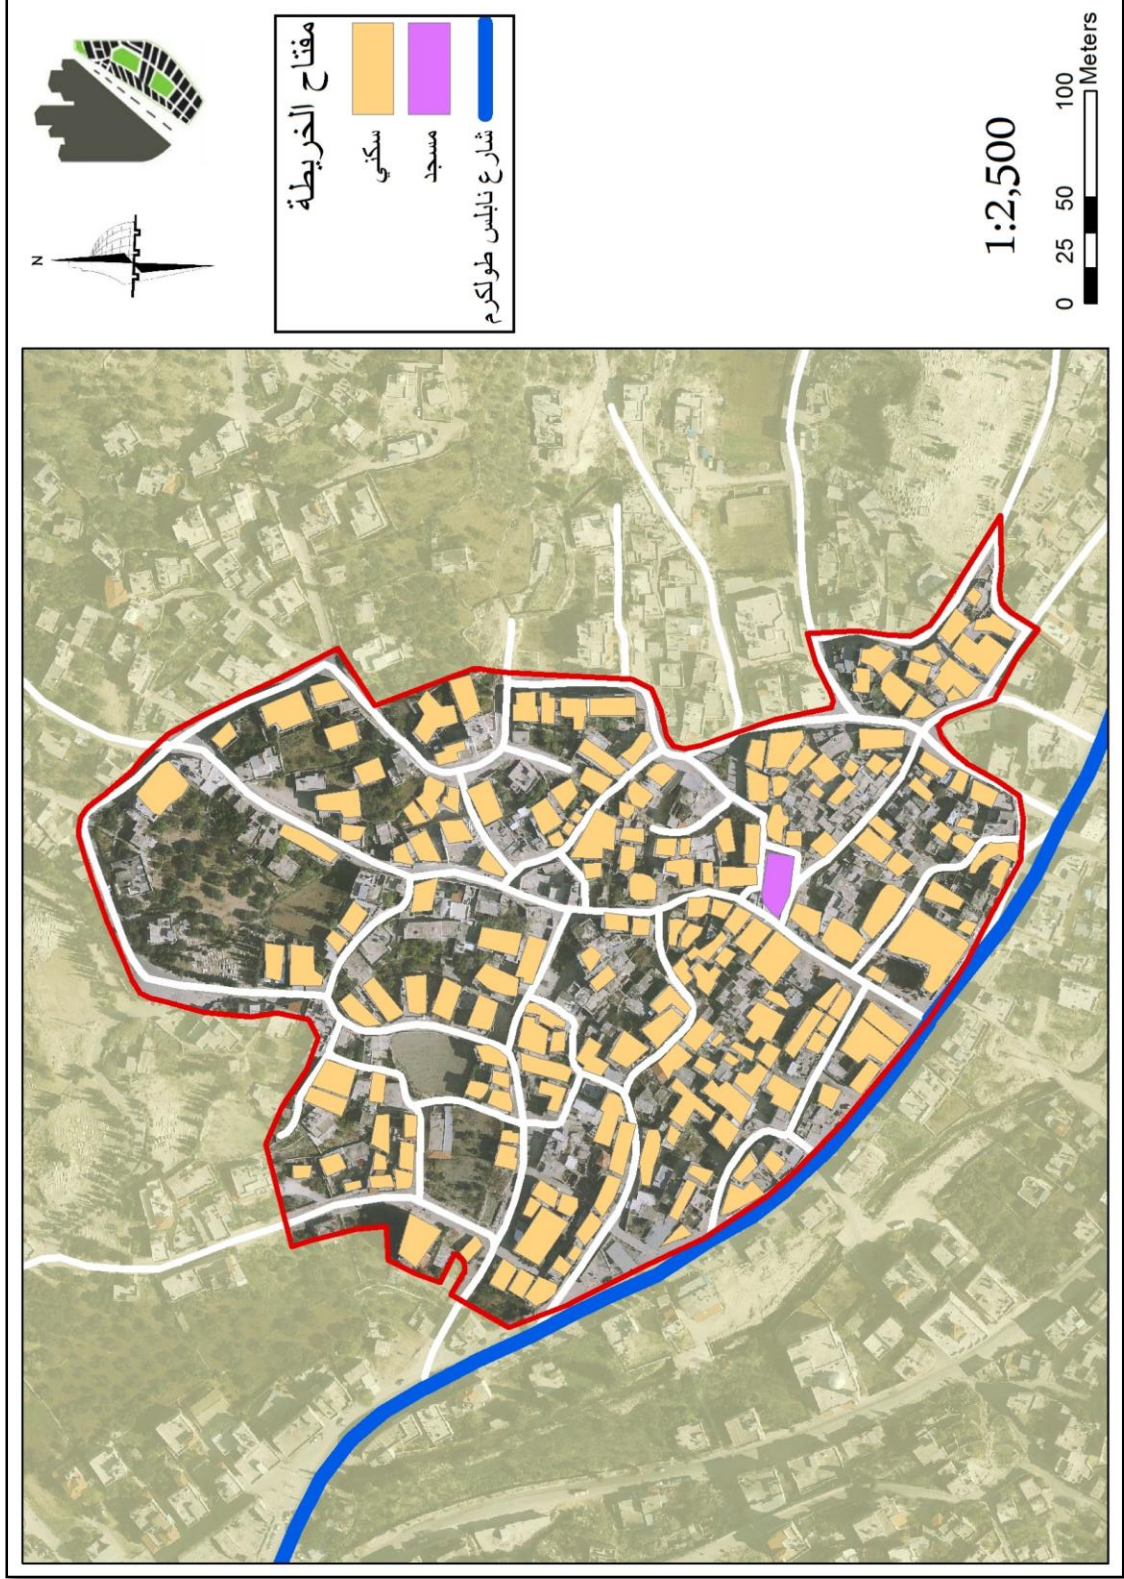 N
مفتاح الخريطة
سكني
مسجد
شارع نابلس طولكرم
1:2,500
0 25 50 100
Meters